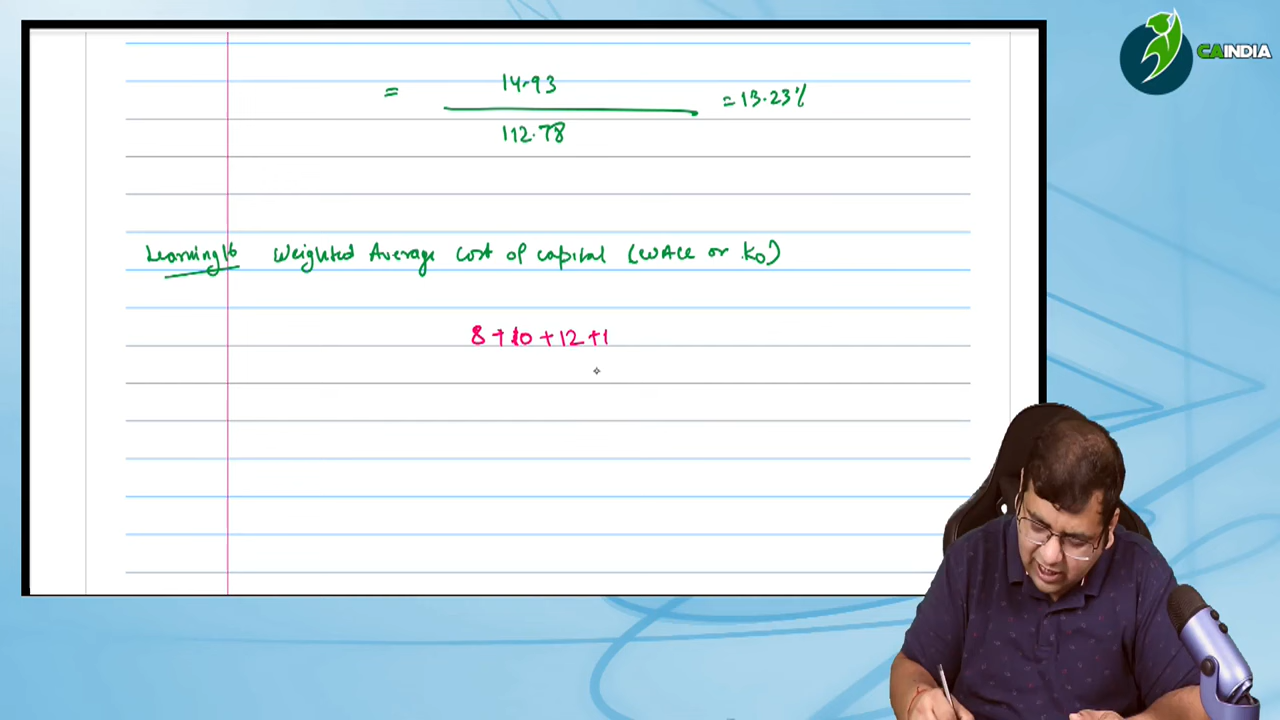 CAINDIA
= 14.93
112.78
= 13.23%
Learning 16 Weighted Average Cost of capital (WACC or Ko)
8+10+12+1